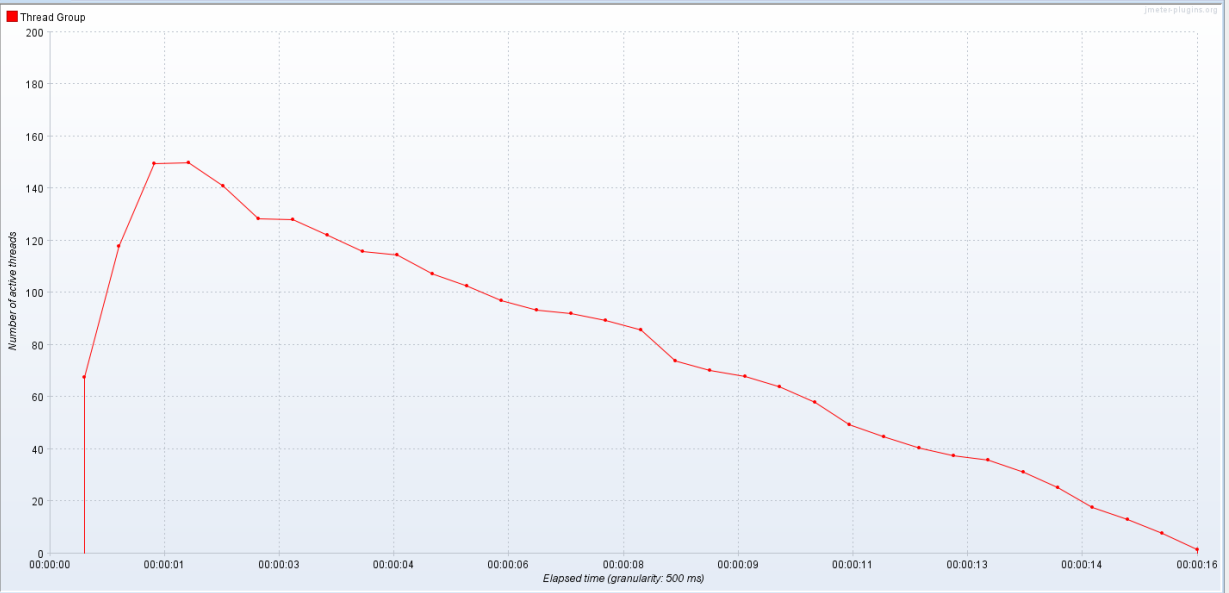 jmeter-plugins.org
Thread Group
200
180
160
140
120
100
80
60
40
20
0
Number of active threads
00:00:00 00:00:01 00:00:03 00:00:04 00:00:06 00:00:08 00:00:09 00:00:11 00:00:13 00:00:14 00:00:16
Elapsed time (granularity: 500 ms)